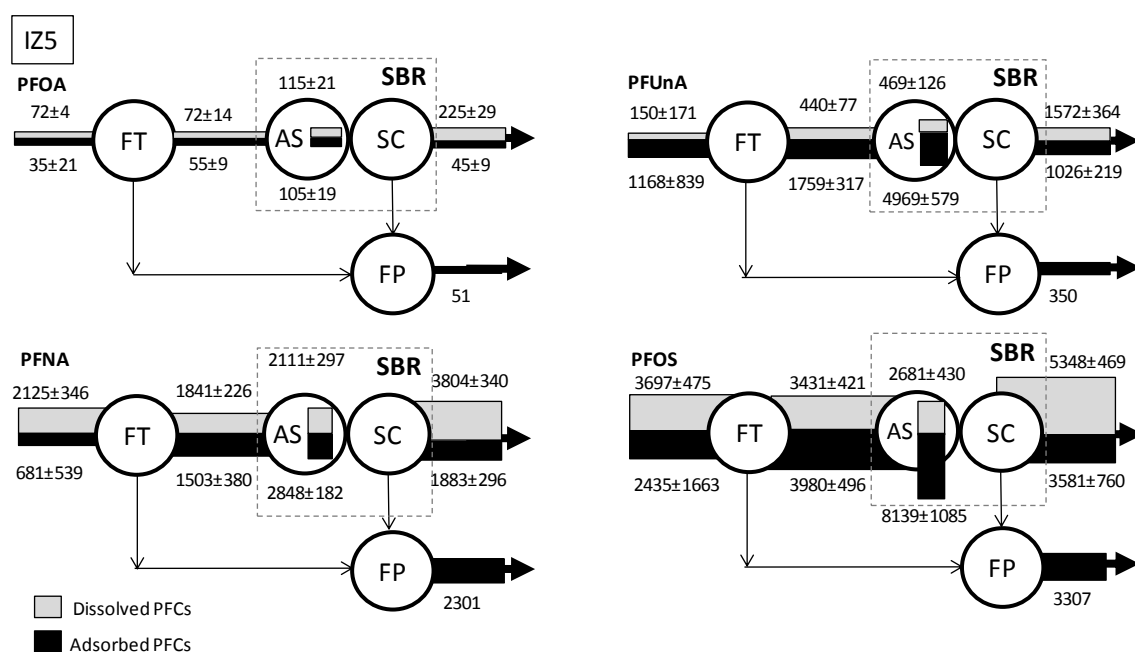 IZ5
PFOA
SBR
72±4
72±14
115±21
225±29
FT
AS
SC
35±21
55±9
105±19
45±9
FP
51
PFUnA
SBR
150±171
440±77
469±126
1572±364
FT
AS
SC
1168±839
1759±317
4969±579
1026±219
FP
350
PFNA
SBR
2125±346
1841±226
2111±297
3804±340
FT
AS
SC
681±539
1503±380
2848±182
1883±296
FP
2301
PFOS
SBR
3697±475
3431±421
2681±430
5348±469
FT
AS
SC
2435±1663
3980±496
8139±1085
3581±760
FP
3307
Dissolved PFCs
Adsorbed PFCs